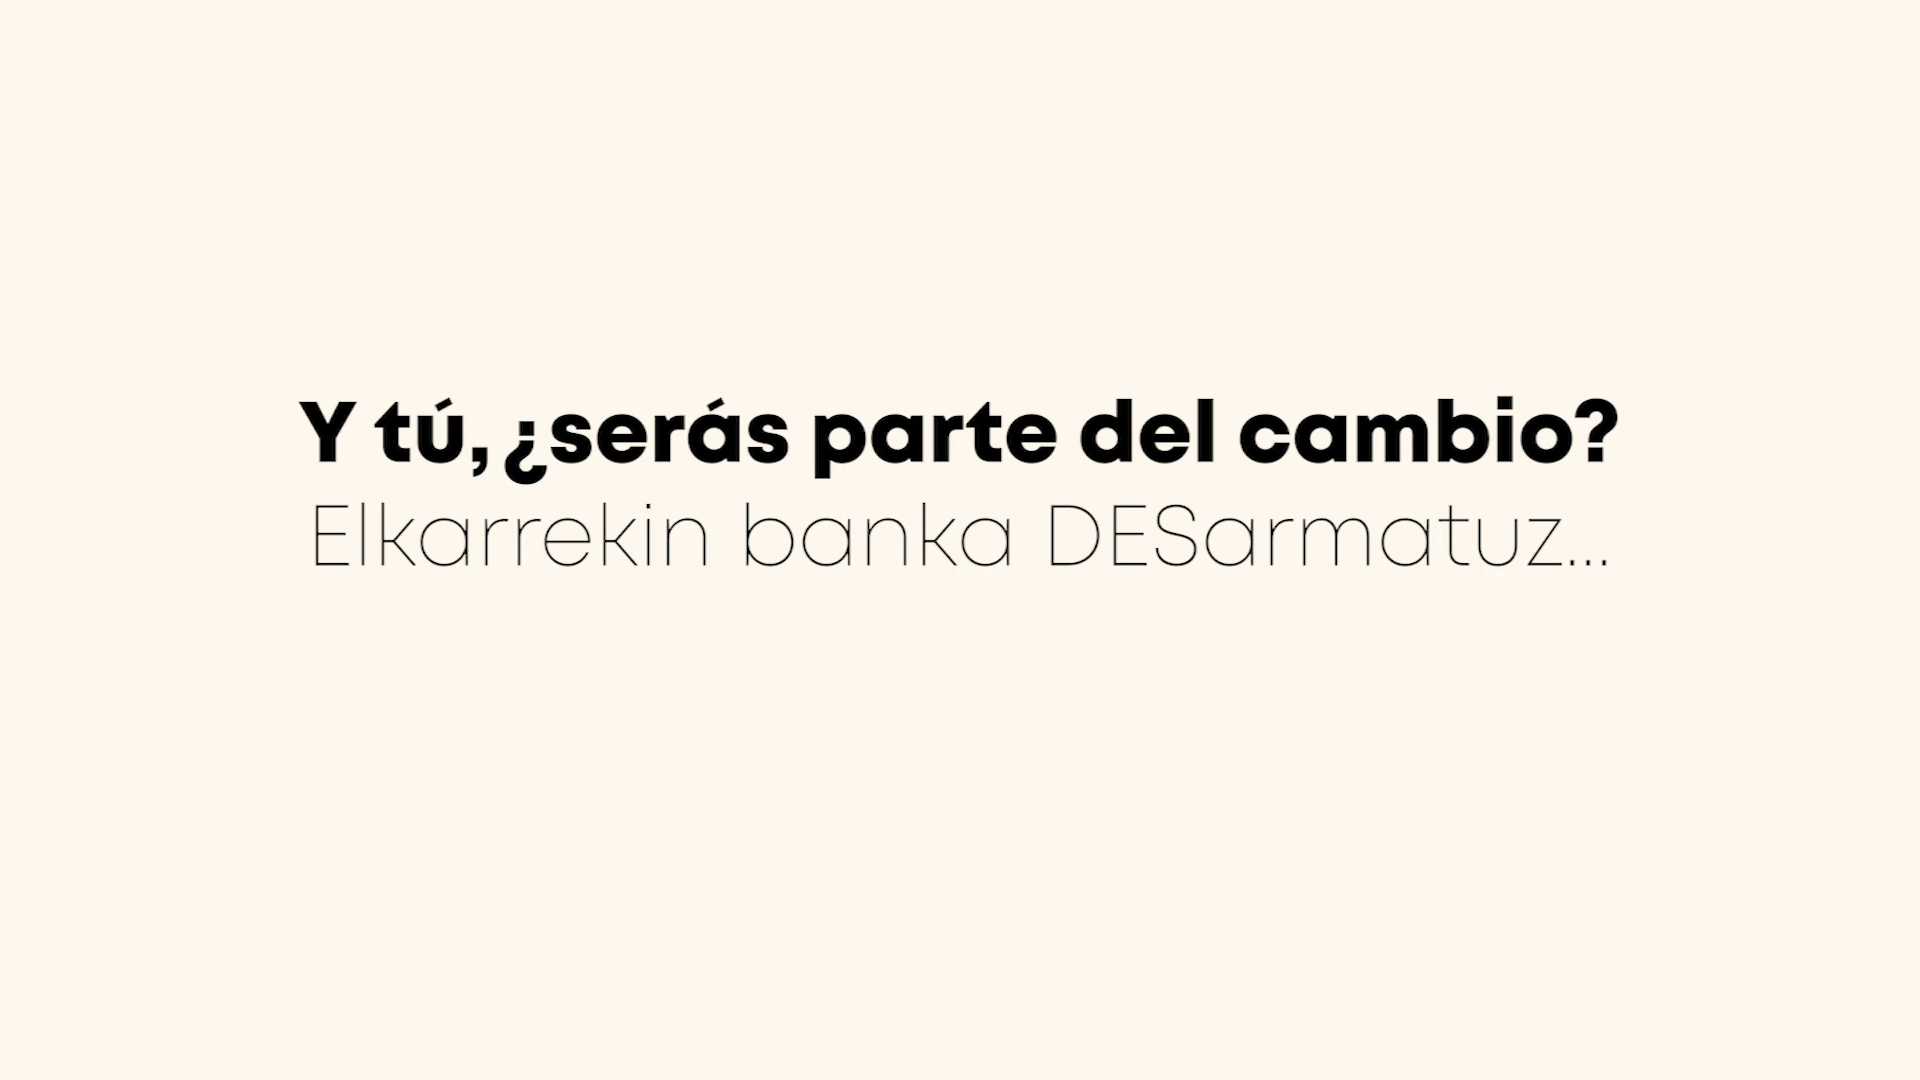 Y tú, ¿serás parte del cambio?
Elkarrekin banka DESarmatuz...